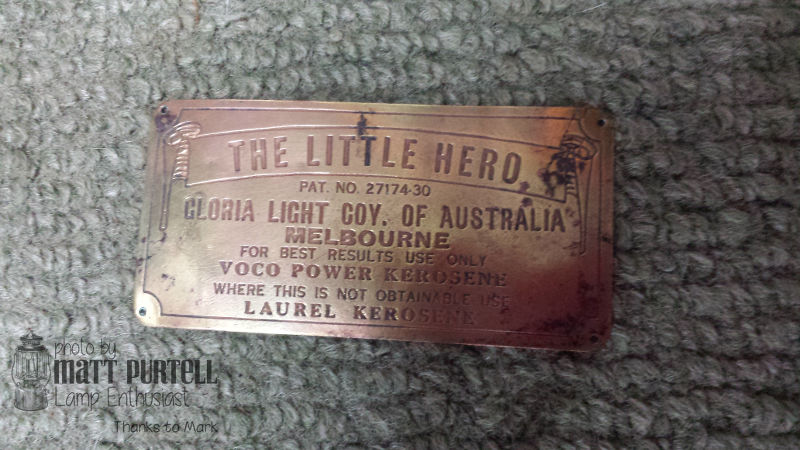 THE LITTLE HERO
PAT. NO. 27174-30
GLORIA LIGHT COY. OF AUSTRALIA
MELBOURNE
FOR BEST RESULTS USE ONLY
VOCO POWER KEROSENE
WHERE THIS IS NOT OBTAINABLE USE
LAUREL KEROSENE
photo by
MATT PURTELL
Lamp Enthusiast
Thanks to Mark